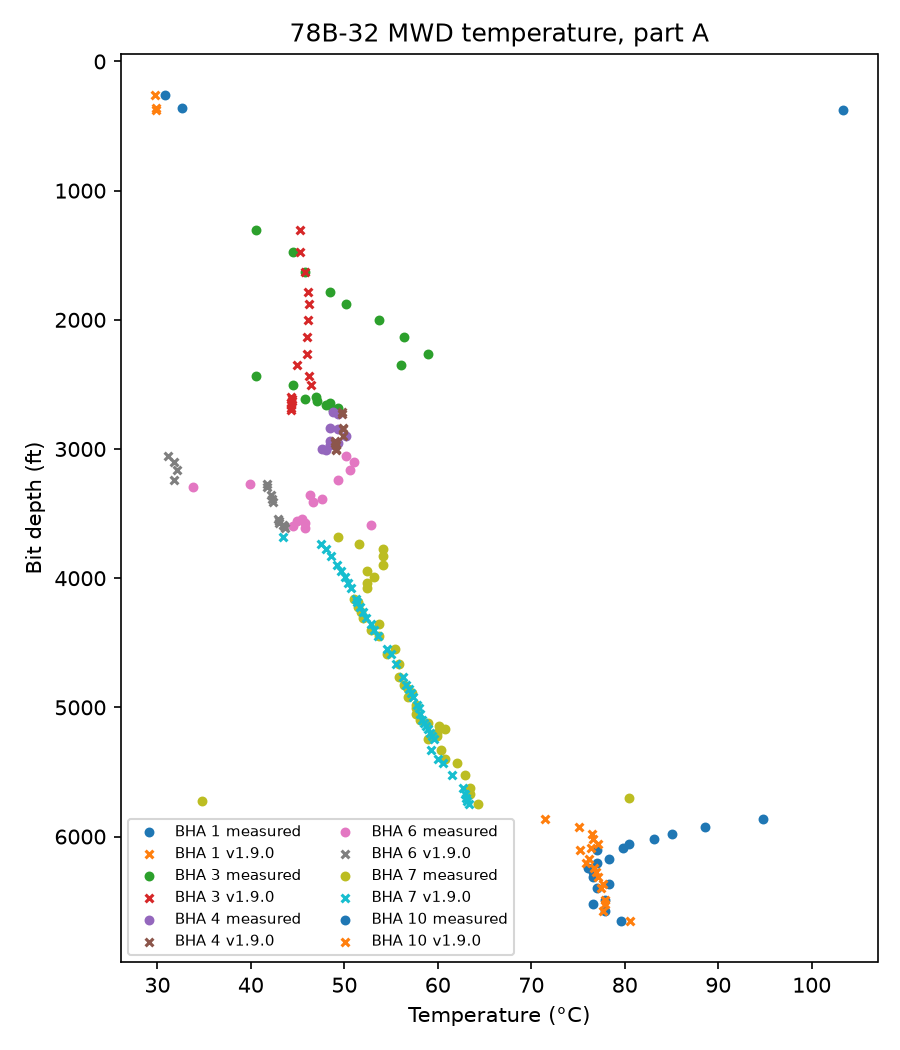 78B-32 MWD temperature, part A
0
1000
2000
3000
4000
5000
6000
Bit depth (ft)
BHA 1 measured
BHA 1 v1.9.0
BHA 3 measured
BHA 3 v1.9.0
BHA 4 measured
BHA 4 v1.9.0
BHA 6 measured
BHA 6 v1.9.0
BHA 7 measured
BHA 7 v1.9.0
BHA 10 measured
BHA 10 v1.9.0
30 40 50 60 70 80 90 100
Temperature (°C)